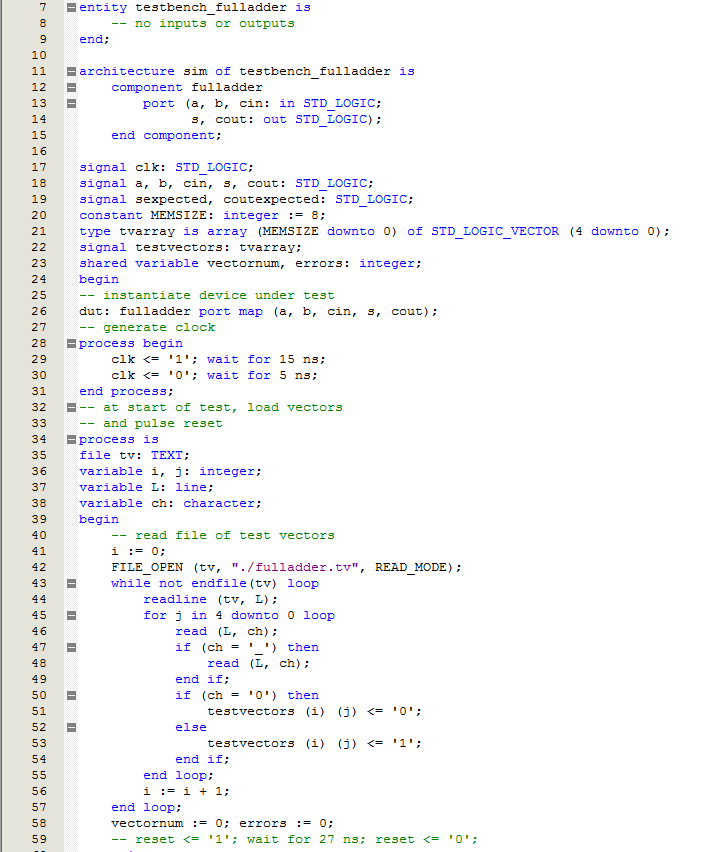 7 entity testbench_fulladder is
8     -- no inputs or outputs
9 end;
10
11 architecture sim of testbench_fulladder is
12     component fulladder
13         port (a, b, cin: in STD_LOGIC;
14               s, cout: out STD_LOGIC);
15     end component;
16
17 signal clk: STD_LOGIC;
18 signal a, b, cin, s, cout: STD_LOGIC;
19 signal sexpected, coutexpected: STD_LOGIC;
20 constant MEMSIZE: integer := 8;
21 type tvarray is array (MEMSIZE downto 0) of STD_LOGIC_VECTOR (4 downto 0);
22 signal testvectors: tvarray;
23 shared variable vectornum, errors: integer;
24 begin
25 -- instantiate device under test
26 dut: fulladder port map (a, b, cin, s, cout);
27 -- generate clock
28 process begin
29     clk <= '1'; wait for 15 ns;
30     clk <= '0'; wait for 5 ns;
31 end process;
32 -- at start of test, load vectors
33 -- and pulse reset
34 process is
35 file tv: TEXT;
36 variable i, j: integer;
37 variable L: line;
38 variable ch: character;
39 begin
40     -- read file of test vectors
41     i := 0;
42     FILE_OPEN (tv, "./fulladder.tv", READ_MODE);
43     while not endfile(tv) loop
44         readline (tv, L);
45         for j in 4 downto 0 loop
46             read (L, ch);
47             if (ch = '_') then
48                 read (L, ch);
49             end if;
50             if (ch = '0') then
51                 testvectors (i) (j) <= '0';
52             else
53                 testvectors (i) (j) <= '1';
54             end if;
55         end loop;
56         i := i + 1;
57     end loop;
58     vectornum := 0; errors := 0;
59     -- reset <= '1'; wait for 27 ns; reset <= '0';